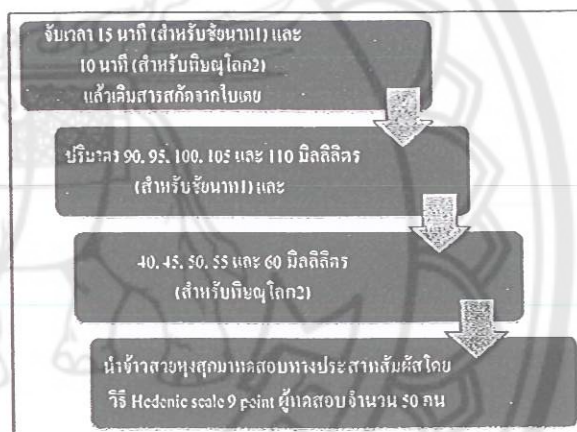 จับเวลา 15 นาที (สำหรับชัยนาท1) และ
10 นาที (สำหรับพิษณุโลก2)
แล้วเติมสารสกัดจากใบเตย
ปริมาตร 90, 95, 100, 105 และ 110 มิลลิลิตร
(สำหรับชัยนาท1) และ
40, 45, 50, 55 และ 60 มิลลิลิตร
(สำหรับพิษณุโลก2)
นำข้าวสวยหุงสุกมาทดสอบทางประสาทสัมผัสโดย
วิธี Hedonic scale 9 point ผู้ทดสอบจำนวน 50 คน